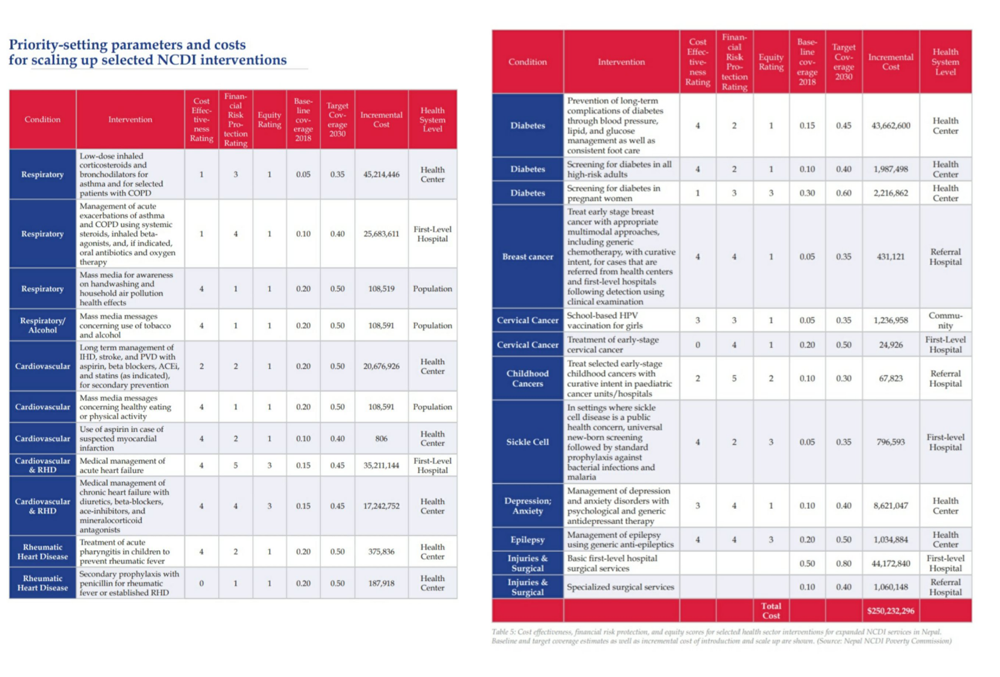 Priority-setting parameters and costs
for scaling up selected NCDI interventions
Condition
Intervention
Cost
Effec-
tive-
ness
Rating
Finan-
cial
Risk
Pro-
tection
Rating
Equity
Rating
Base-
line
cov-
erage
2018
Target
Cov-
erage
2030
Incremental
Cost
Health
System
Level
Respiratory
Low-dose inhaled
corticosteroids and
bronchodilators for
asthma and for selected
patients with COPD
1
3
1
0.05
0.35
45,214,446
Health
Center
Respiratory
Management of acute
exacerbations of asthma
and COPD using systemic
steroids, inhaled beta-
agonists, and, if indicated,
oral antibiotics and oxygen
therapy
1
4
1
0.10
0.40
25,683,611
First-Level
Hospital
Respiratory
Mass media for awareness
on handwashing and
household air pollution
health effects
4
1
1
0.20
0.50
108,519
Population
Respiratory/
Alcohol
Mass media messages
concerning use of tobacco
and alcohol
4
1
1
0.20
0.50
108,591
Population
Cardiovascular
Long term management of
IHD, stroke, and PVD with
aspirin, beta blockers, ACEi,
and statins (as indicated),
for secondary prevention
2
2
1
0.20
0.50
20,676,926
Health
Center
Cardiovascular
Mass media messages
concerning healthy eating
or physical activity
4
1
1
0.20
0.50
108,591
Population
Cardiovascular
Use of aspirin in case of
suspected myocardial
infarction
4
2
1
0.10
0.40
806
Health
Center
Cardiovascular
& RHD
Medical management of
acute heart failure
4
5
3
0.15
0.45
35,211,144
First-Level
Hospital
Cardiovascular
& RHD
Medical management of
chronic heart failure with
diuretics, beta-blockers,
ace-inhibitors, and
mineralocorticoid
antagonists
4
4
3
0.15
0.45
17,242,752
Health
Center
Rheumatic
Heart Disease
Treatment of acute
pharyngitis in children to
prevent rheumatic fever
4
2
1
0.20
0.50
375,836
Health
Center
Rheumatic
Heart Disease
Secondary prophylaxis with
penicillin for rheumatic
fever or established RHD
0
1
1
0.20
0.50
187,918
Health
Center
Condition
Intervention
Cost
Effec-
tive-
ness
Rating
Finan-
cial
Risk
Pro-
tection
Rating
Equity
Rating
Base-
line
cov-
erage
2018
Target
Cov-
erage
2030
Incremental
Cost
Health
System
Level
Diabetes
Prevention of long-term
complications of diabetes
through blood pressure,
lipid, and glucose
management as well as
consistent foot care
4
2
1
0.15
0.45
43,662,600
Health
Center
Diabetes
Screening for diabetes in all
high-risk adults
4
2
1
0.10
0.40
1,987,498
Health
Center
Diabetes
Screening for diabetes in
pregnant women
1
3
3
0.30
0.60
2,216,862
Health
Center
Breast cancer
Treat early stage breast
cancer with appropriate
multimodal approaches,
including generic
chemotherapy, with curative
intent, for cases that are
referred from health centers
and first-level hospitals
following detection using
clinical examination
4
4
1
0.05
0.35
431,121
Referral
Hospital
Cervical Cancer
School-based HPV
vaccination for girls
3
3
1
0.05
0.35
1,236,958
Commu-
nity
Cervical Cancer
Treatment of early-stage
cervical cancer
0
4
1
0.20
0.50
24,926
First-Level
Hospital
Childhood
Cancers
Treat selected early-stage
childhood cancers with
curative intent in paediatric
cancer units/hospitals
2
5
2
0.10
0.30
67,823
Referral
Hospital
Sickle Cell
In settings where sickle
cell disease is a public
health concern, universal
new-born screening
followed by standard
prophylaxis against
bacterial infections and
malaria
4
2
3
0.05
0.35
796,593
First-level
Hospital
Depression;
Anxiety
Management of depression
and anxiety disorders with
psychological and generic
antidepressant therapy
3
4
1
0.10
0.40
8,621,047
Health
Center
Epilepsy
Management of epilepsy
using generic anti-epileptics
4
4
3
0.20
0.50
1,034,884
Health
Center
Injuries &
Surgical
Basic first-level hospital
surgical services
0.50
0.80
44,172,840
First-level
Hospital
Injuries &
Surgical
Specialized surgical services
0.10
0.40
1,060,148
Referral
Hospital
Total
Cost
$250,232,296
Table 5: Cost effectiveness, financial risk protection, and equity scores for selected health sector interventions for expanded NCDI services in Nepal.
Baseline and target coverage estimates as well as incremental cost of introduction and scale up are shown. (Source: Nepal NCDI Poverty Commission)